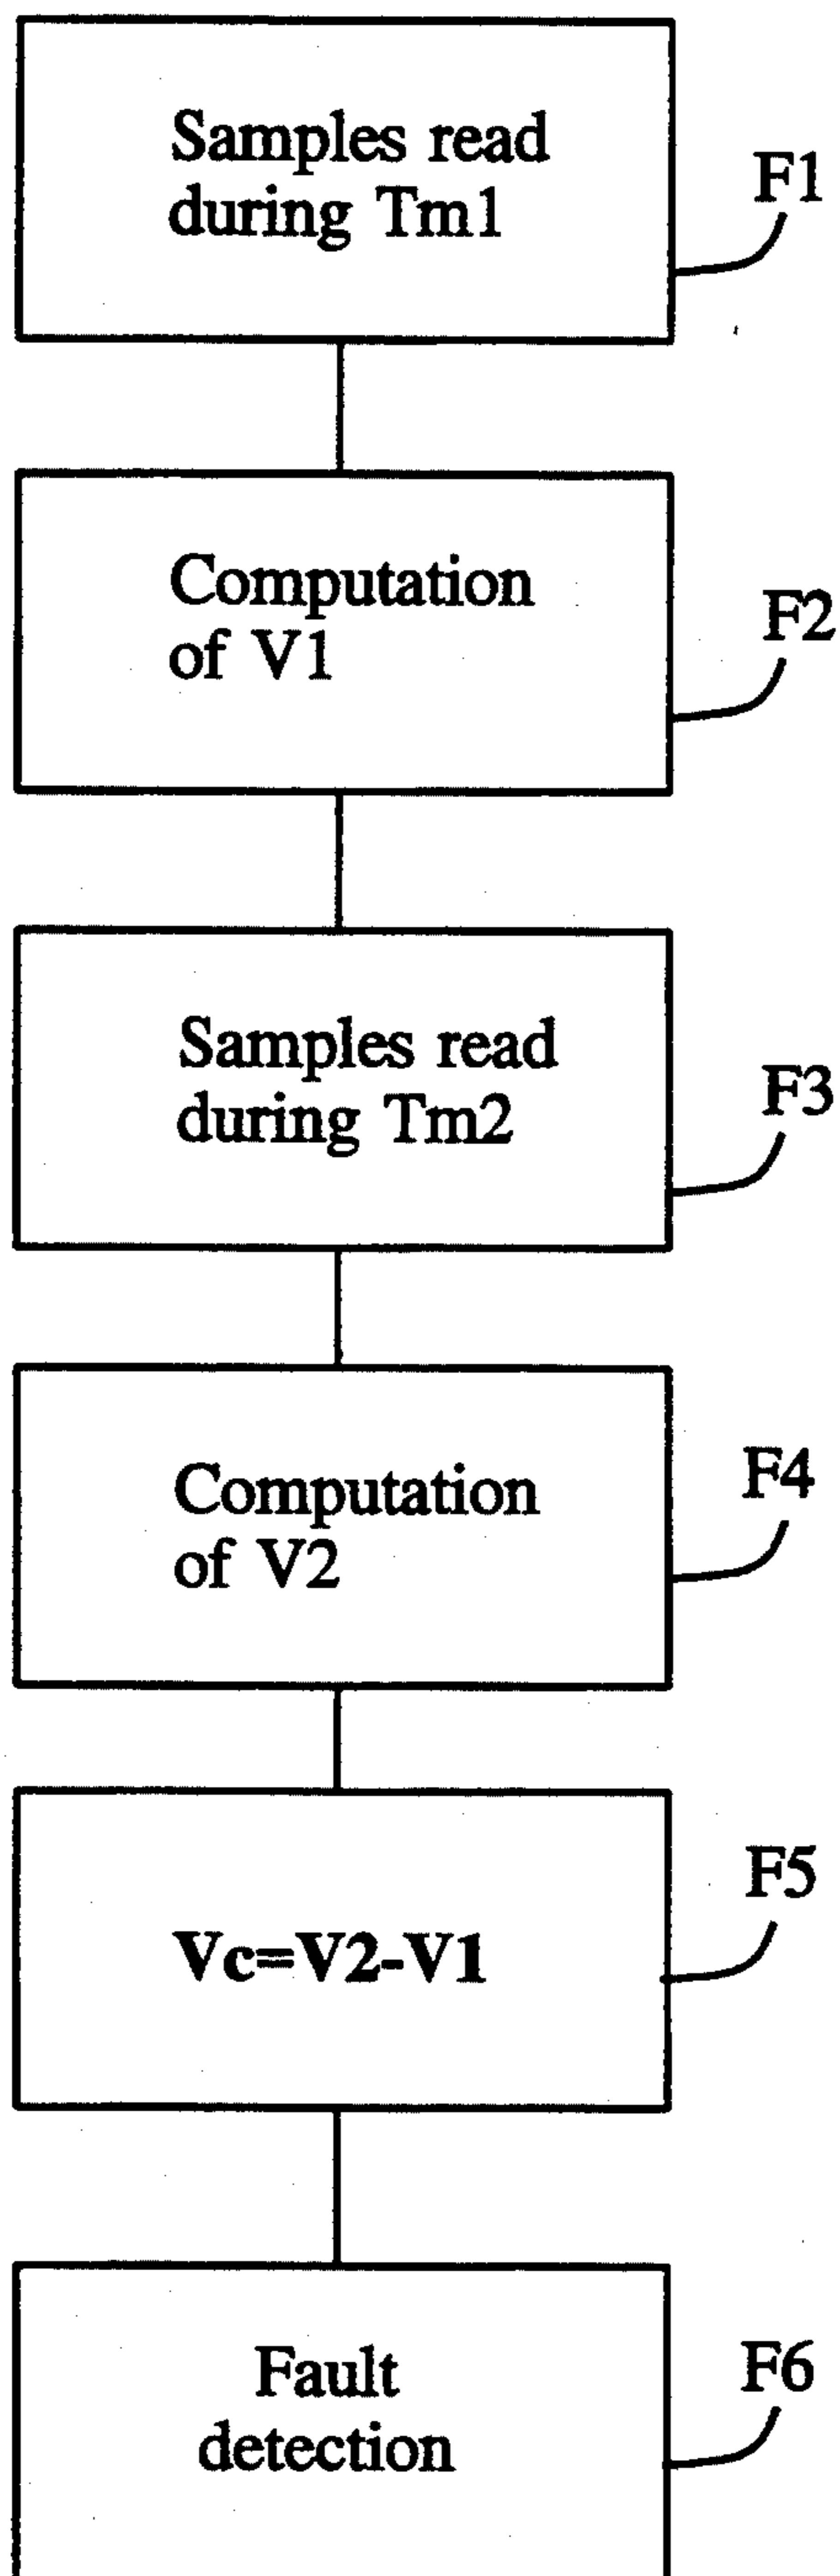 Samples read
during Tm1
F1
Computation
of V1
F2
Samples read
during Tm2
F3
Computation
of V2
F4
Vc=V2-V1
F5
Fault
detection
F6